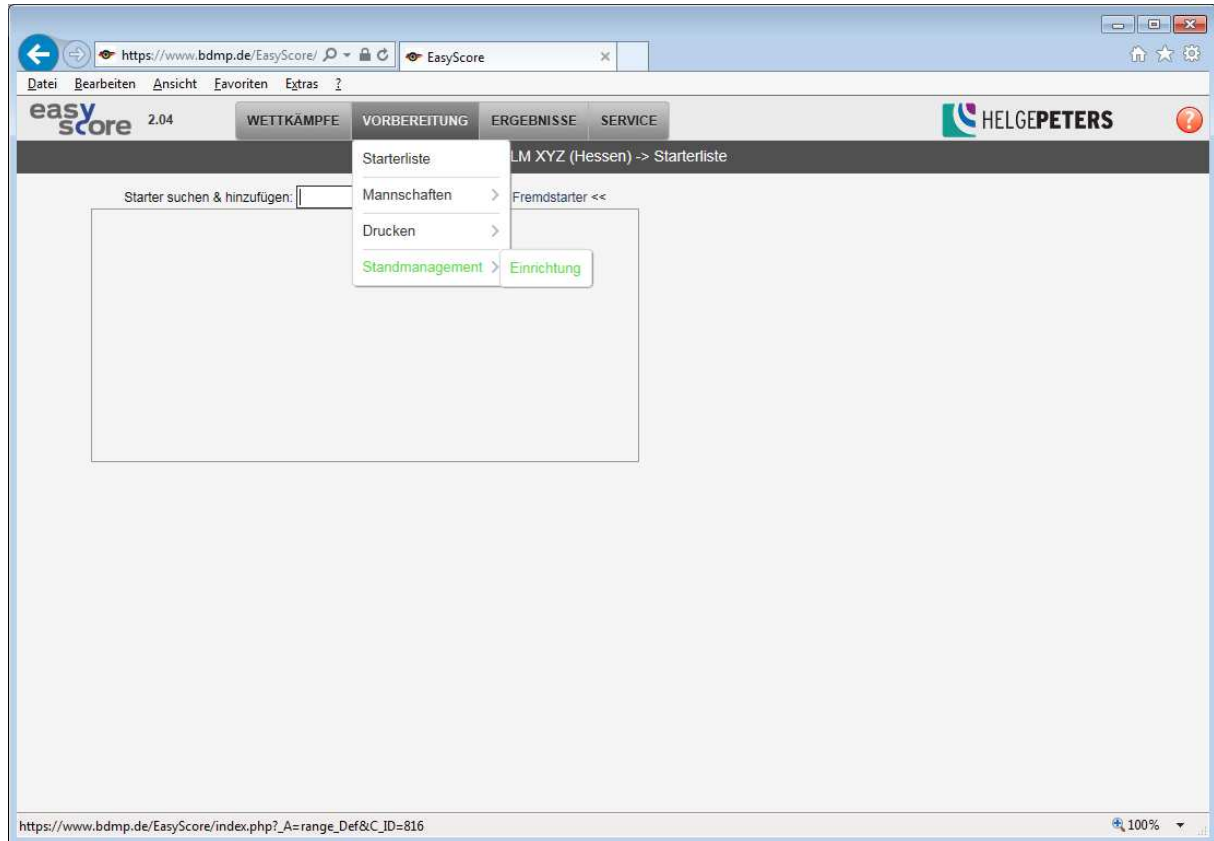 https://www.bdmp.de/EasyScore/ EasyScore
Datei Bearbeiten Ansicht Favoriten Extras ?
easy score 2.04 WETTKÄMPFE VORBEREITUNG ERGEBNISSE SERVICE HELGEPETERS ?
LM XYZ (Hessen) -> Starterliste
Starter suchen & hinzufügen: Fremdstarter <<
Starterliste
Mannschaften >
Drucken >
Standmanagement > Einrichtung
https://www.bdmp.de/EasyScore/index.php?_A=range_Def&C_ID=816 100%